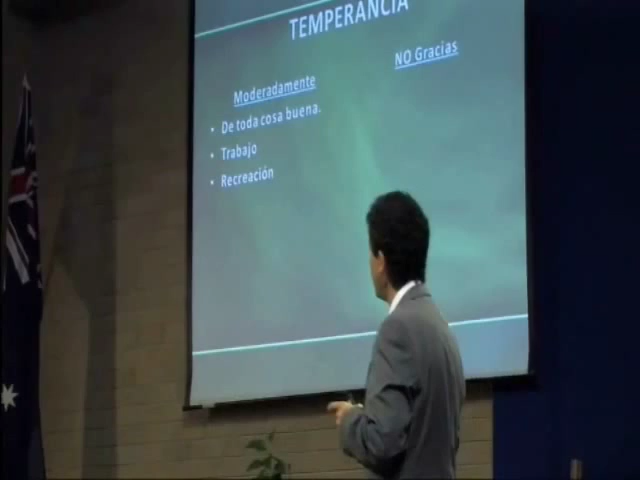 TEMPERANCIA
Moderadamente
NO Gracias
• De toda cosa buena.
• Trabajo
• Recreación